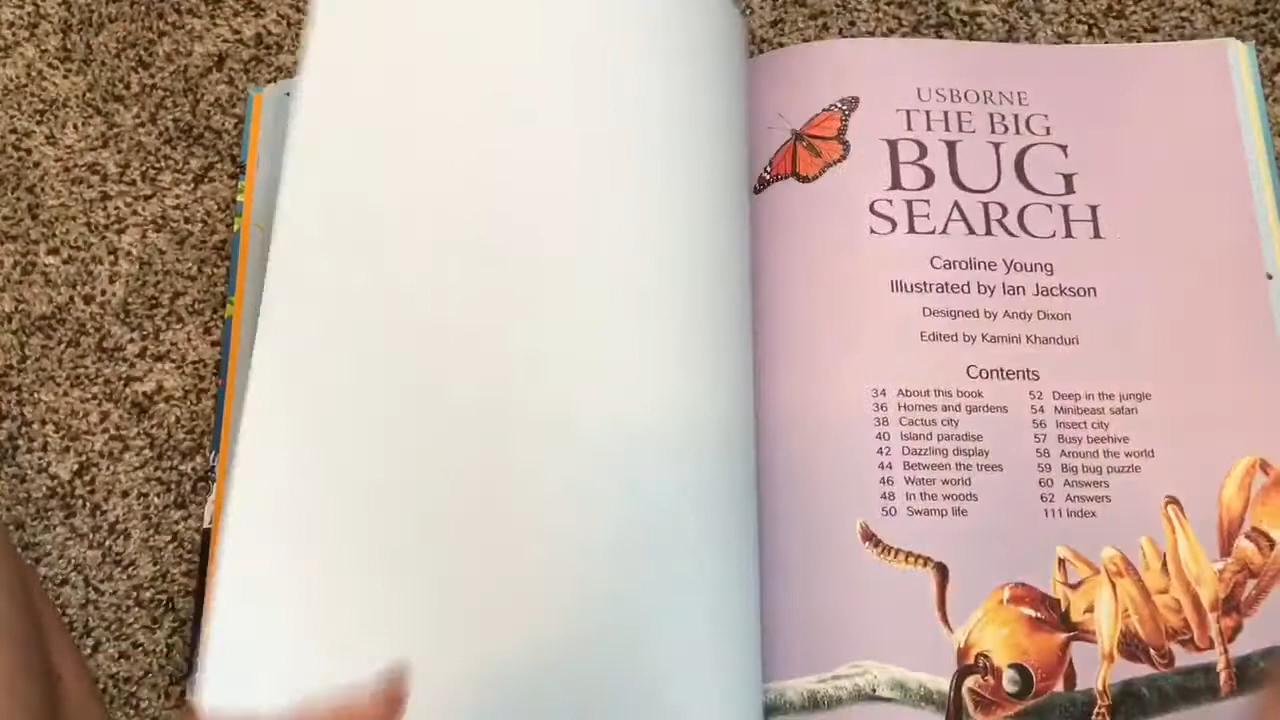 USBORNE
THE BIG
BUG
SEARCH
Caroline Young
Illustrated by Ian Jackson
Designed by Andy Dixon
Edited by Kamini Khanduri
Contents
34 About this book
36 Homes and gardens
38 Cactus city
40 Island paradise
42 Dazzling display
44 Between the trees
46 Water world
48 In the woods
50 Swamp life
52 Deep in the jungle
54 Minibeast safari
56 Insect city
57 Busy beehive
58 Around the world
59 Big bug puzzle
60 Answers
62 Answers
111 Index